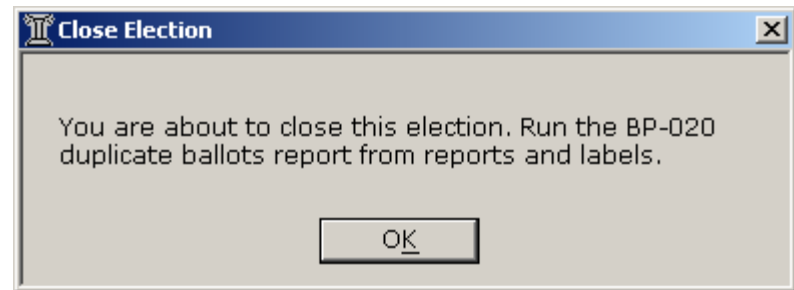 Close Election
You are about to close this election. Run the BP-020
duplicate ballots report from reports and labels.
OK